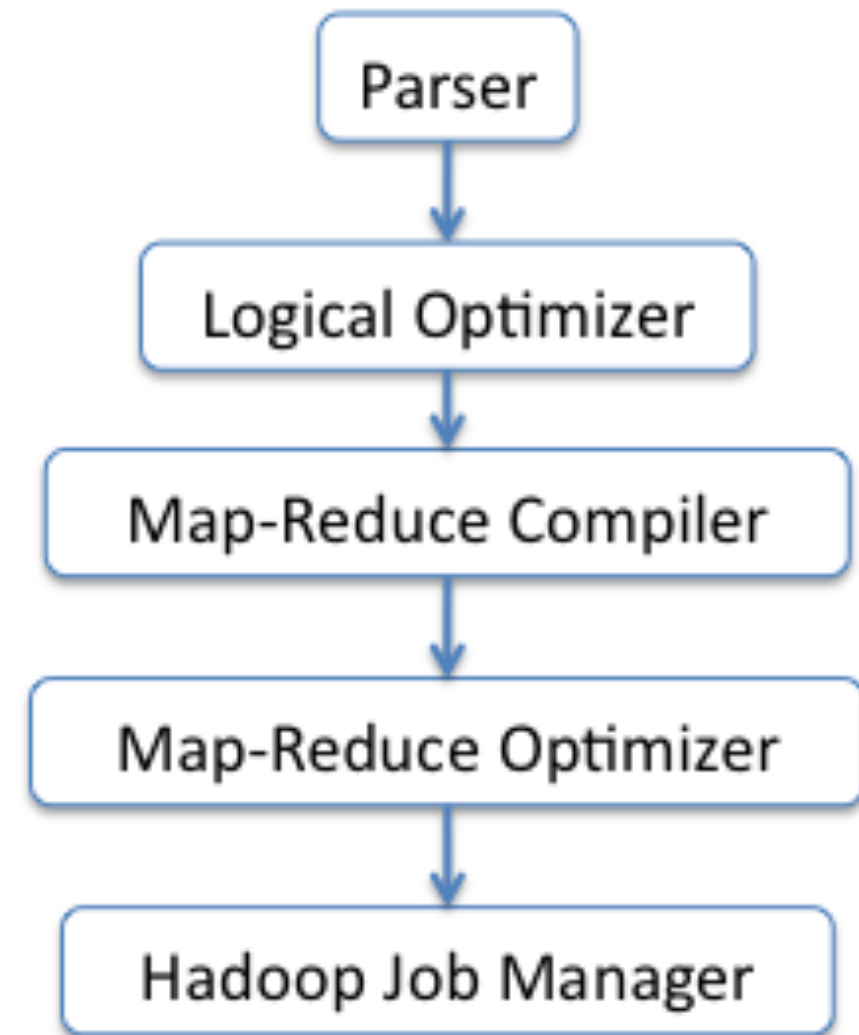 Parser
Logical Optimizer
Map-Reduce Compiler
Map-Reduce Optimizer
Hadoop Job Manager